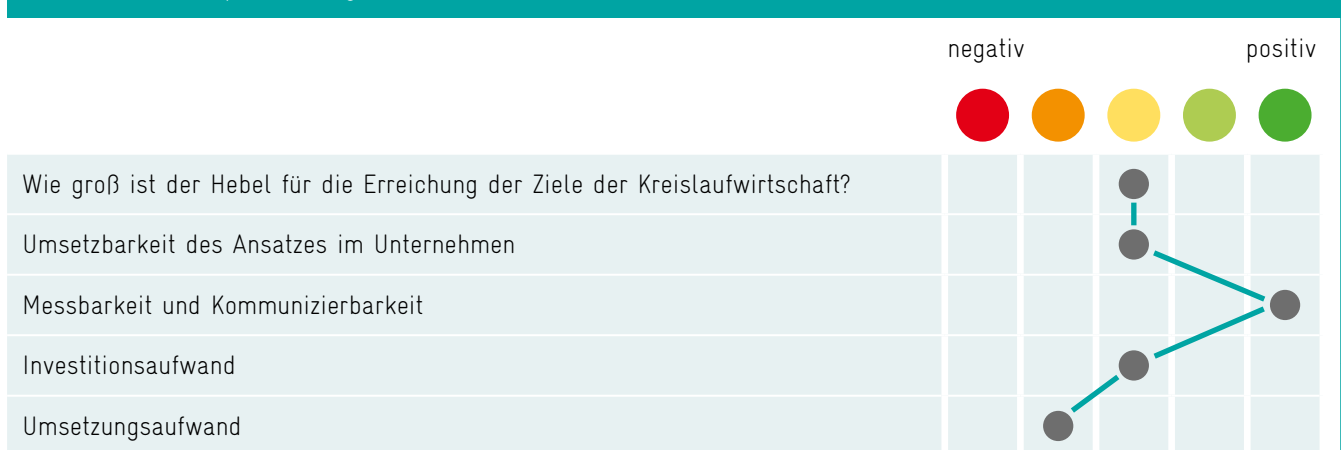 negativ positiv
Wie groß ist der Hebel für die Erreichung der Ziele der Kreislaufwirtschaft?
Umsetzbarkeit des Ansatzes im Unternehmen
Messbarkeit und Kommunizierbarkeit
Investitionsaufwand
Umsetzungsaufwand